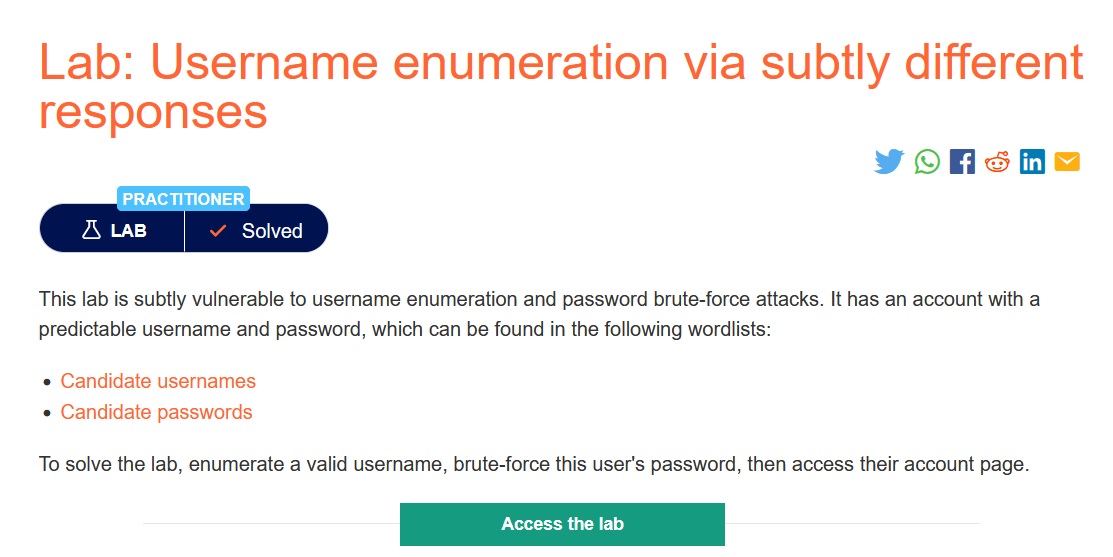 Lab: Username enumeration via subtly different
responses
PRACTITIONER
LAB Solved
This lab is subtly vulnerable to username enumeration and password brute-force attacks. It has an account with a
predictable username and password, which can be found in the following wordlists:
Candidate usernames
Candidate passwords
To solve the lab, enumerate a valid username, brute-force this user's password, then access their account page.
Access the lab